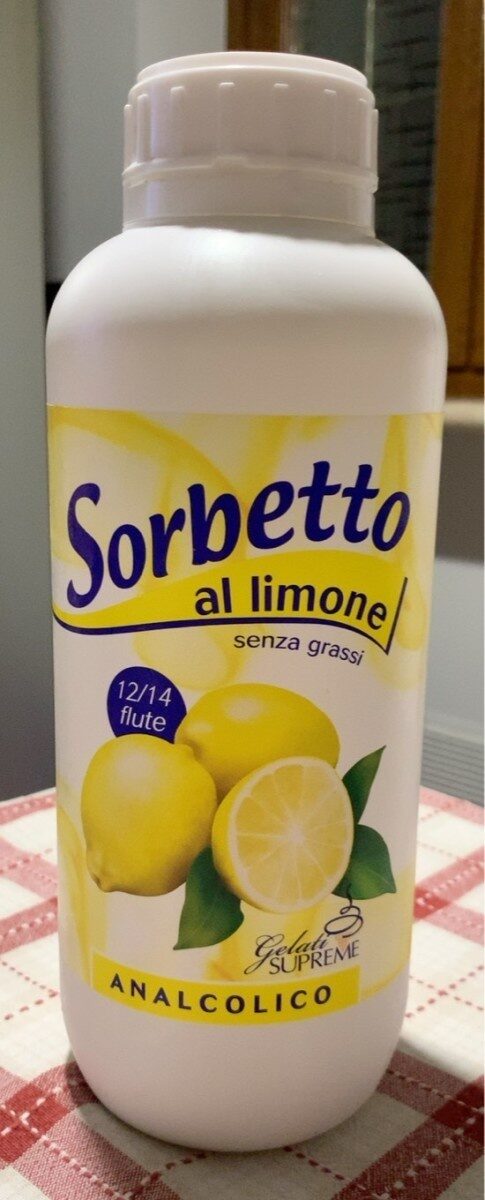 Sorbetto
al limone
senza grassi
12/14
flute
Gelati
SUPREME
ANALCOLICO